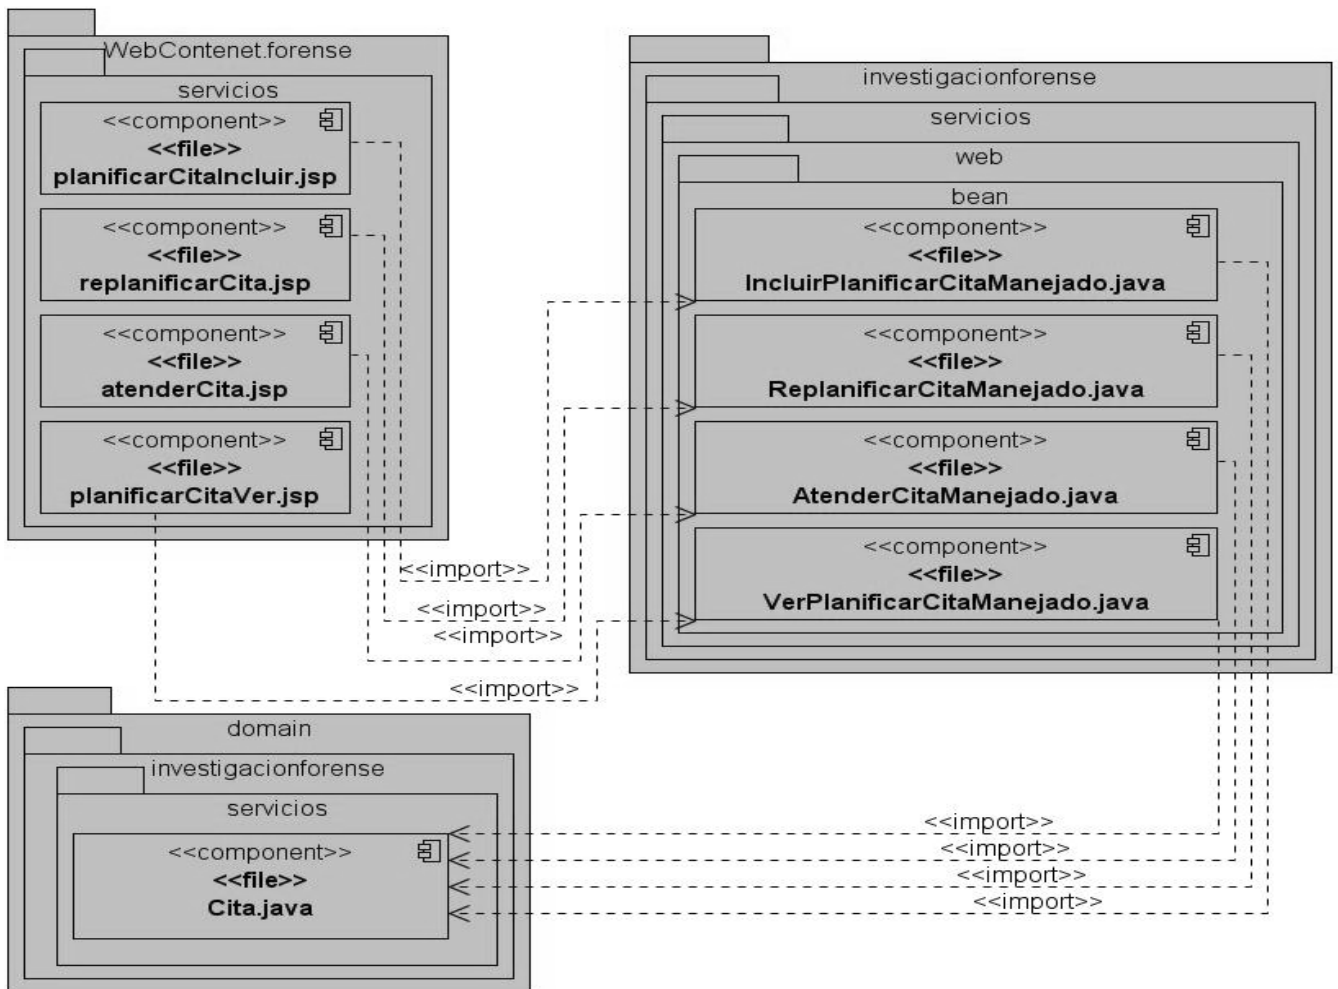 WebContenet.forense
servicios
<<component>>
<<file>>
planificarCitaIncluir.jsp
<<component>>
<<file>>
replanificarCita.jsp
<<component>>
<<file>>
atenderCita.jsp
<<component>>
<<file>>
planificarCitaVer.jsp
investigacionforense
servicios
web
bean
<<component>>
<<file>>
IncluirPlanificarCitaManejado.java
<<component>>
<<file>>
ReplanificarCitaManejado.java
<<component>>
<<file>>
AtenderCitaManejado.java
<<component>>
<<file>>
VerPlanificarCitaManejado.java
<<import>>
<<import>>
<<import>>
<<import>>
domain
investigacionforense
servicios
<<component>>
<<file>>
Cita.java
<<import>>
<<import>>
<<import>>
<<import>>